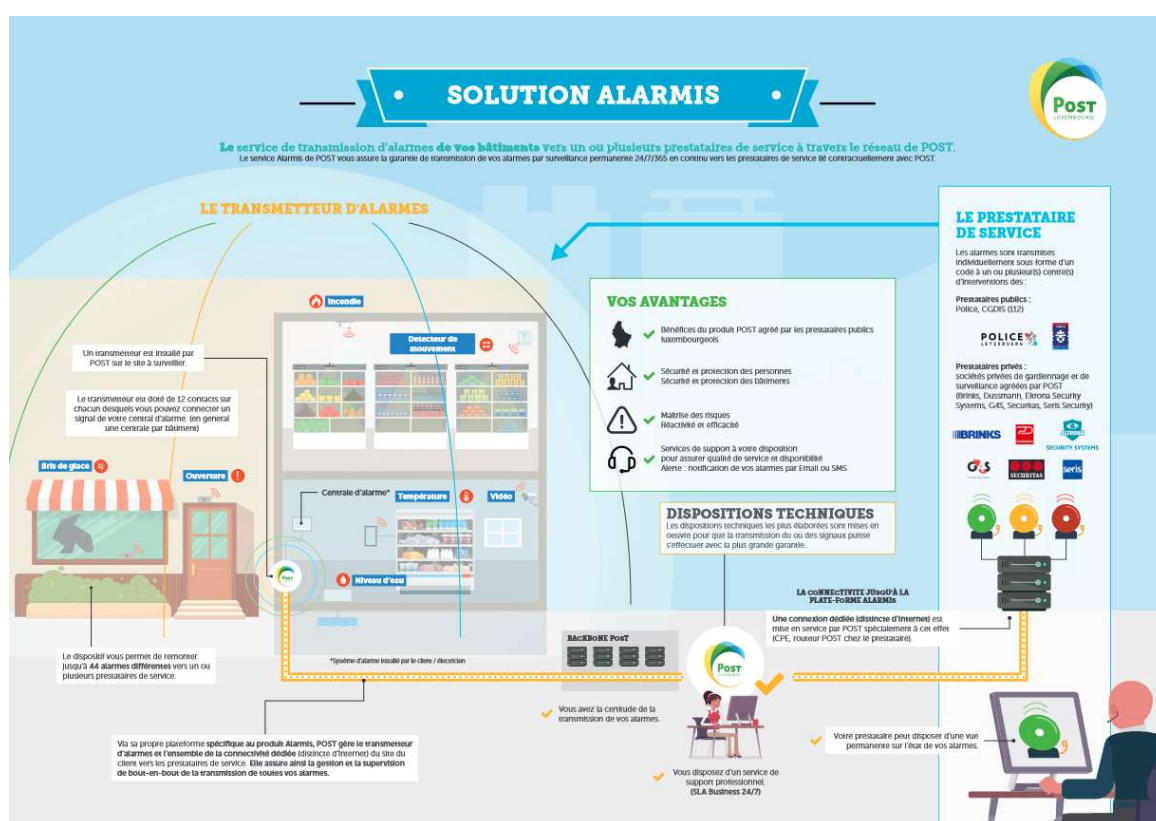 SOLUTION ALARMIS
POST
LUXEMBOURG
Le service de transmission d'alarmes de vos bâtiments vers un ou plusieurs prestataires de service à travers le réseau de POST.
Le service Alarmis de POST vous assure la garantie de transmission de vos alarmes par surveillance permanente 24/7/365 en continu vers les prestataires de service lié contractuellement avec POST.
LE TRANSMETTEUR D'ALARMES
Incendie
Détecteur de
mouvement
Un transmetteur est installé par
POST sur le site à surveiller.
Le transmetteur est doté de 12 contacts sur
chacun desquels vous pouvez connecter un
signal de votre central d'alarme. (en general
une centrale par bâtiment)
Bris de glace
Ouverture
Centrale d'alarme*
Température
Vidéo
POST
Niveau d'eau
Le dispositif vous permet de remonter
jusqu'à 44 alarmes différentes vers un ou
plusieurs prestataires de service.
*Système d'alarme installé par le client / électricien
Via sa propre plateforme spécifique au produit Alarmis, POST gère le transmetteur
d'alarmes et l'ensemble de la connectivité dédiée (distincte d'Internet) du site du
client vers les prestataires de service. Elle assure ainsi la gestion et la supervision
de bout-en-bout de la transmission de toutes vos alarmes.
VOS AVANTAGES
Bénéfices du produit POST agréé par les prestataires publics
luxembourgeois
Sécurité et protection des personnes
Sécurité et protection des bâtiments
Maîtrise des risques
Réactivité et efficacité
Services de support à votre disposition
pour assurer qualité de service et disponibilité
Alerte : notification de vos alarmes par Email ou SMS
DISPOSITIONS TECHNIQUES
Les dispositions techniques les plus élaborées sont mises en
oeuvre pour que la transmission du ou des signaux puisse
s'effectuer avec la plus grande garantie.
BACKBONE POST
POST
LUXEMBOURG
Vous avez la certitude de la
transmission de vos alarmes.
Vous disposez d'un service de
support professionnel.
(SLA Business 24/7)
LA CONNECTIVITE JUSQU'À LA
PLATE-FORME ALARMIS
Une connexion dédiée (distincte d'Internet) est
mise en service par POST spécialement à cet effet
(CPE, routeur POST chez le prestataire).
LE PRESTATAIRE
DE SERVICE
Les alarmes sont transmises
individuellement sous forme d'un
code à un ou plusieur(s) centre(s)
d'interventions des :
Prestataires publics :
Police, CGDIS (112)
POLICE
LËTZEBUERG
Prestataires privés :
sociétés privées de gardiennage et de
surveillance agréées par POST
(Brinks, Dussmann, Eltrona Security
Systems, G4S, Securitas, Seris Security)
BRINKS
ELTRONA
SECURITY SYSTEMS
G4S
SECURITAS
seris
Votre prestataire peut disposer d'une vue
permanente sur l'état de vos alarmes.